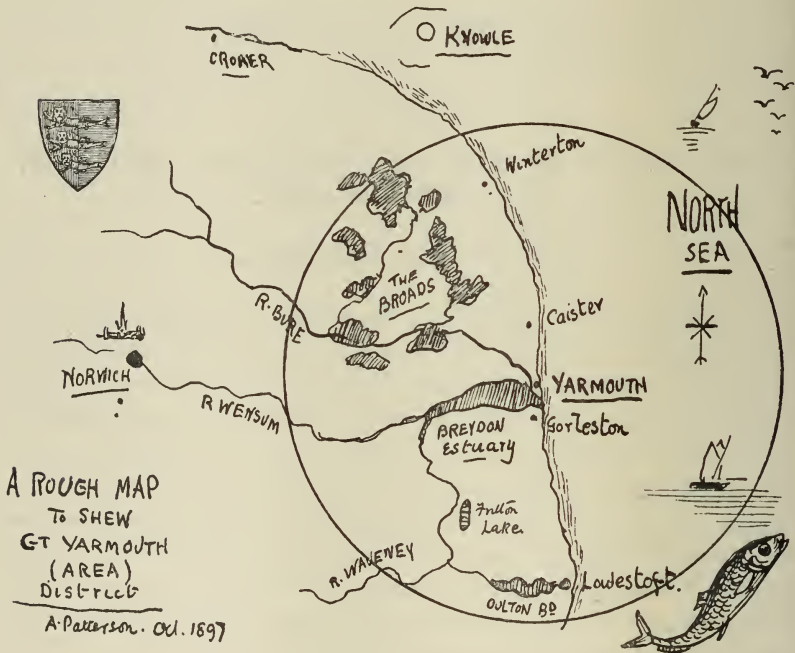 KNOWLE
CROMER
Winterton
NORTH
SEA
THE
BROADS
R. BURE
Caister
NORWICH
YARMOUTH
R WENSUM
Gorleston
BREYDON
Estuary
A ROUGH MAP
TO SHEW
GT YARMOUTH
(AREA)
District
A. Patterson. Oct. 1897
Fritton
Lake
R. WAVENEY
Lowestoft.
OULTON BD